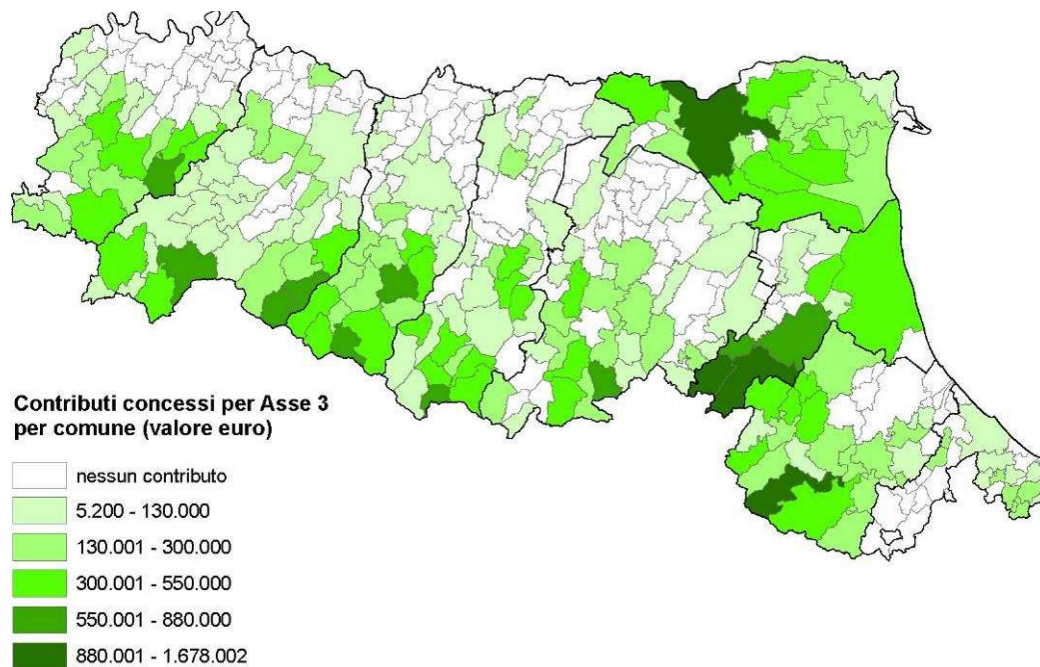 Contributi concessi per Asse 3
per comune (valore euro)
nessun contributo
5.200 - 130.000
130.001 - 300.000
300.001 - 550.000
550.001 - 880.000
880.001 - 1.678.002